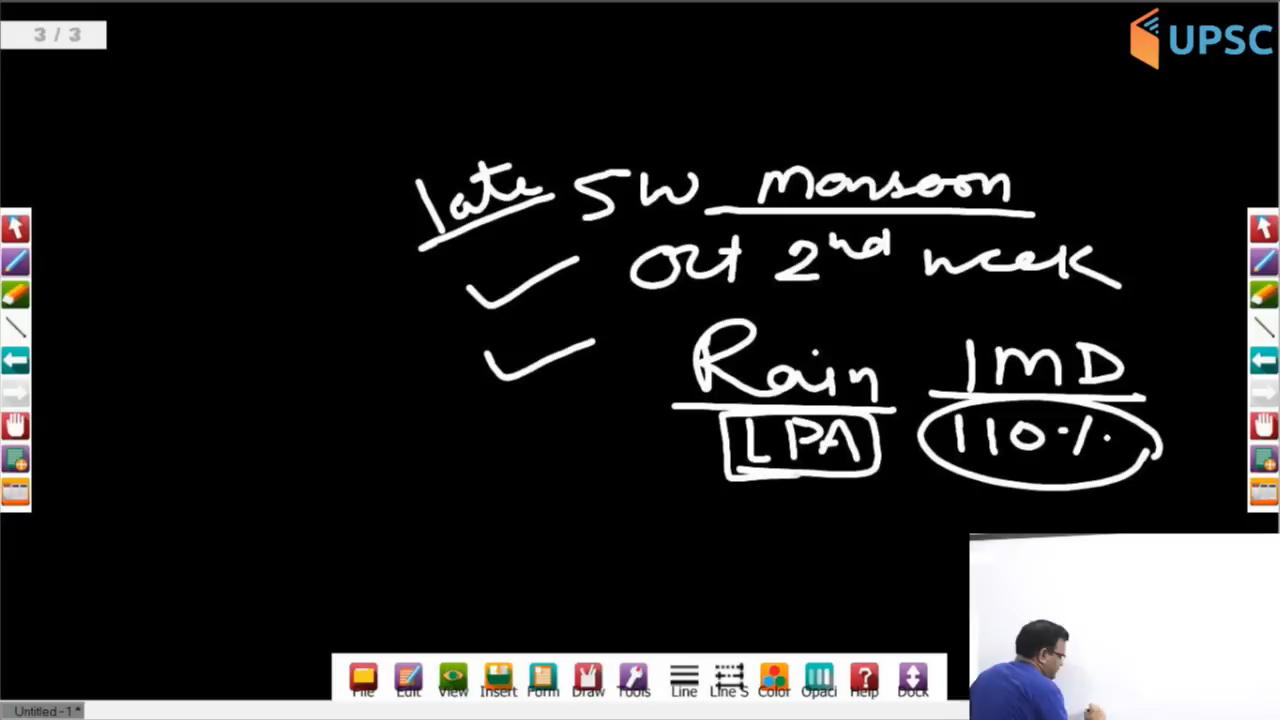 3 / 3
UPSC
late SW monsoon
Oct 2nd week
Rain IMD
LPA 110%
File Edit View Insert Form Draw Tools Line Line S Color Opaci Help Dock
Untitled - 1 *